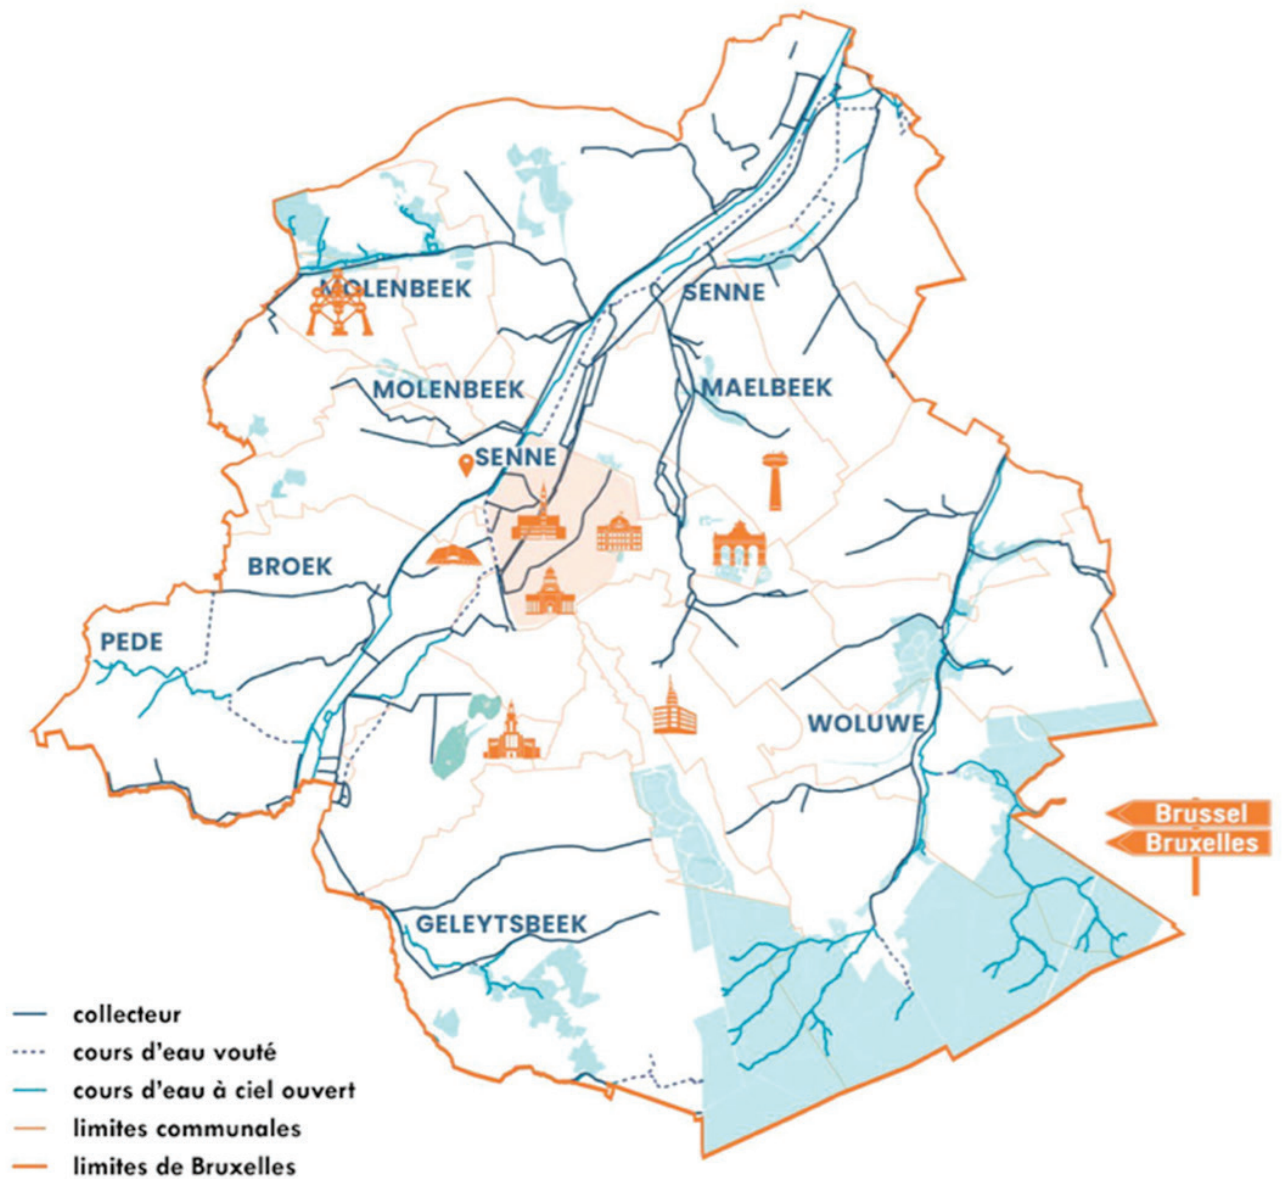 MOLENBEEK
SENNE
MOLENBEEK
MAELBEEK
SENNE
BROEK
PEDE
WOLUWE
Brussel
Bruxelles
GELEYTSBEEK
collecteur
cours d'eau vouté
cours d'eau à ciel ouvert
limites communales
limites de Bruxelles